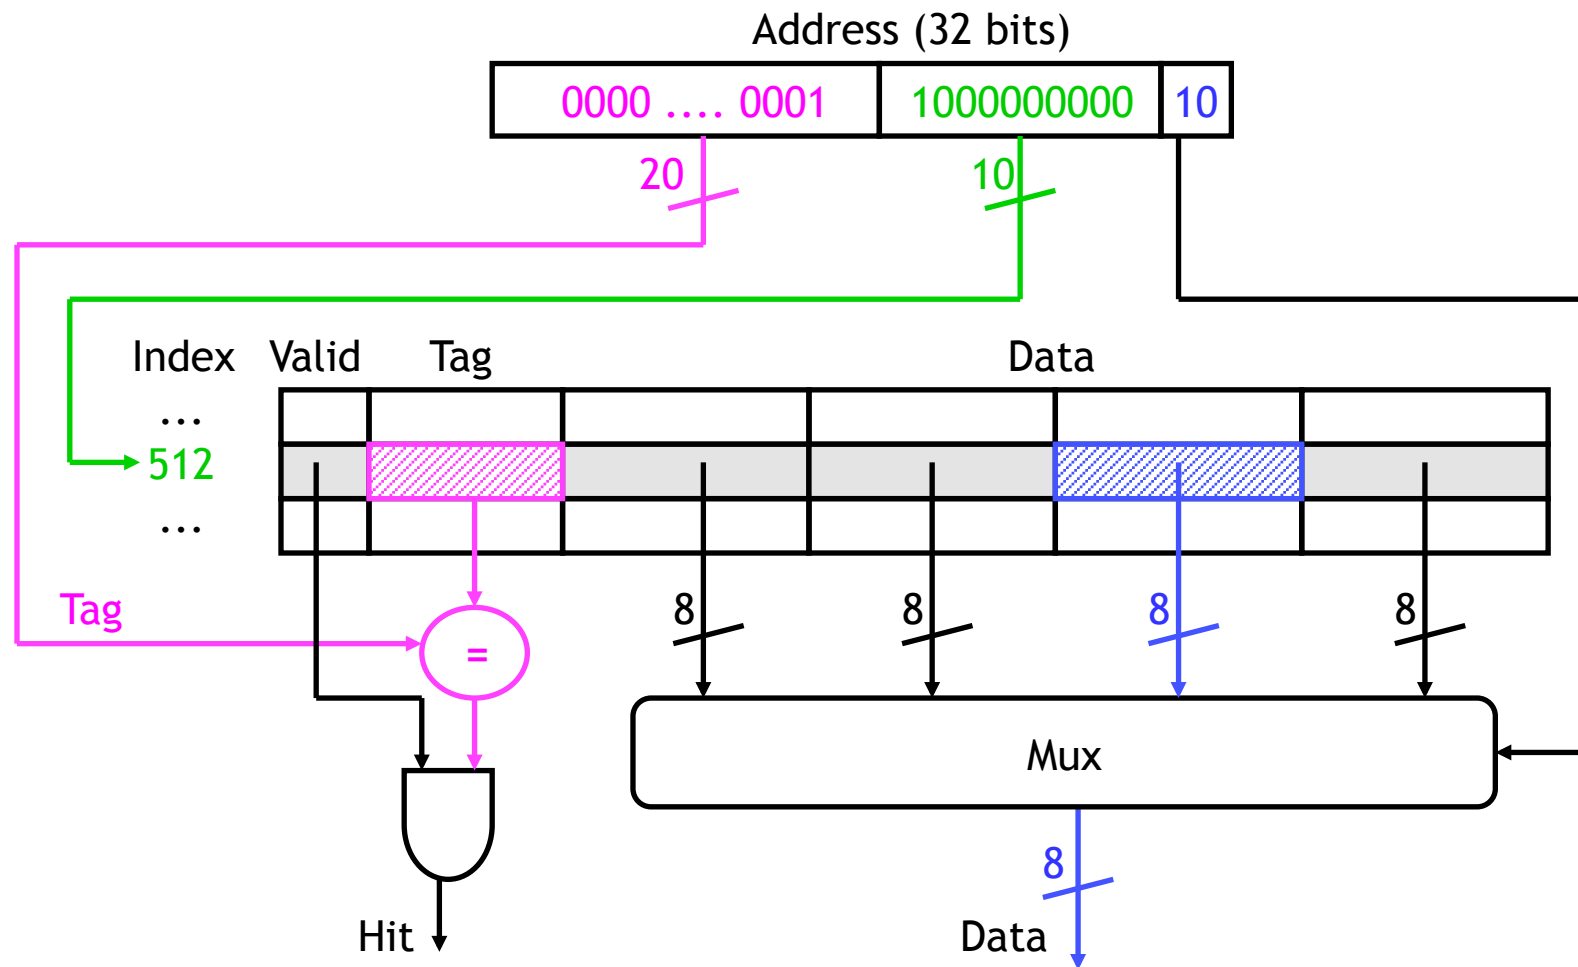 Address (32 bits)
0000 .... 0001 1000000000 10
20 10
Index Valid Tag Data
...
512
...
Tag 8 8 8 8
=
Mux
8
Hit Data